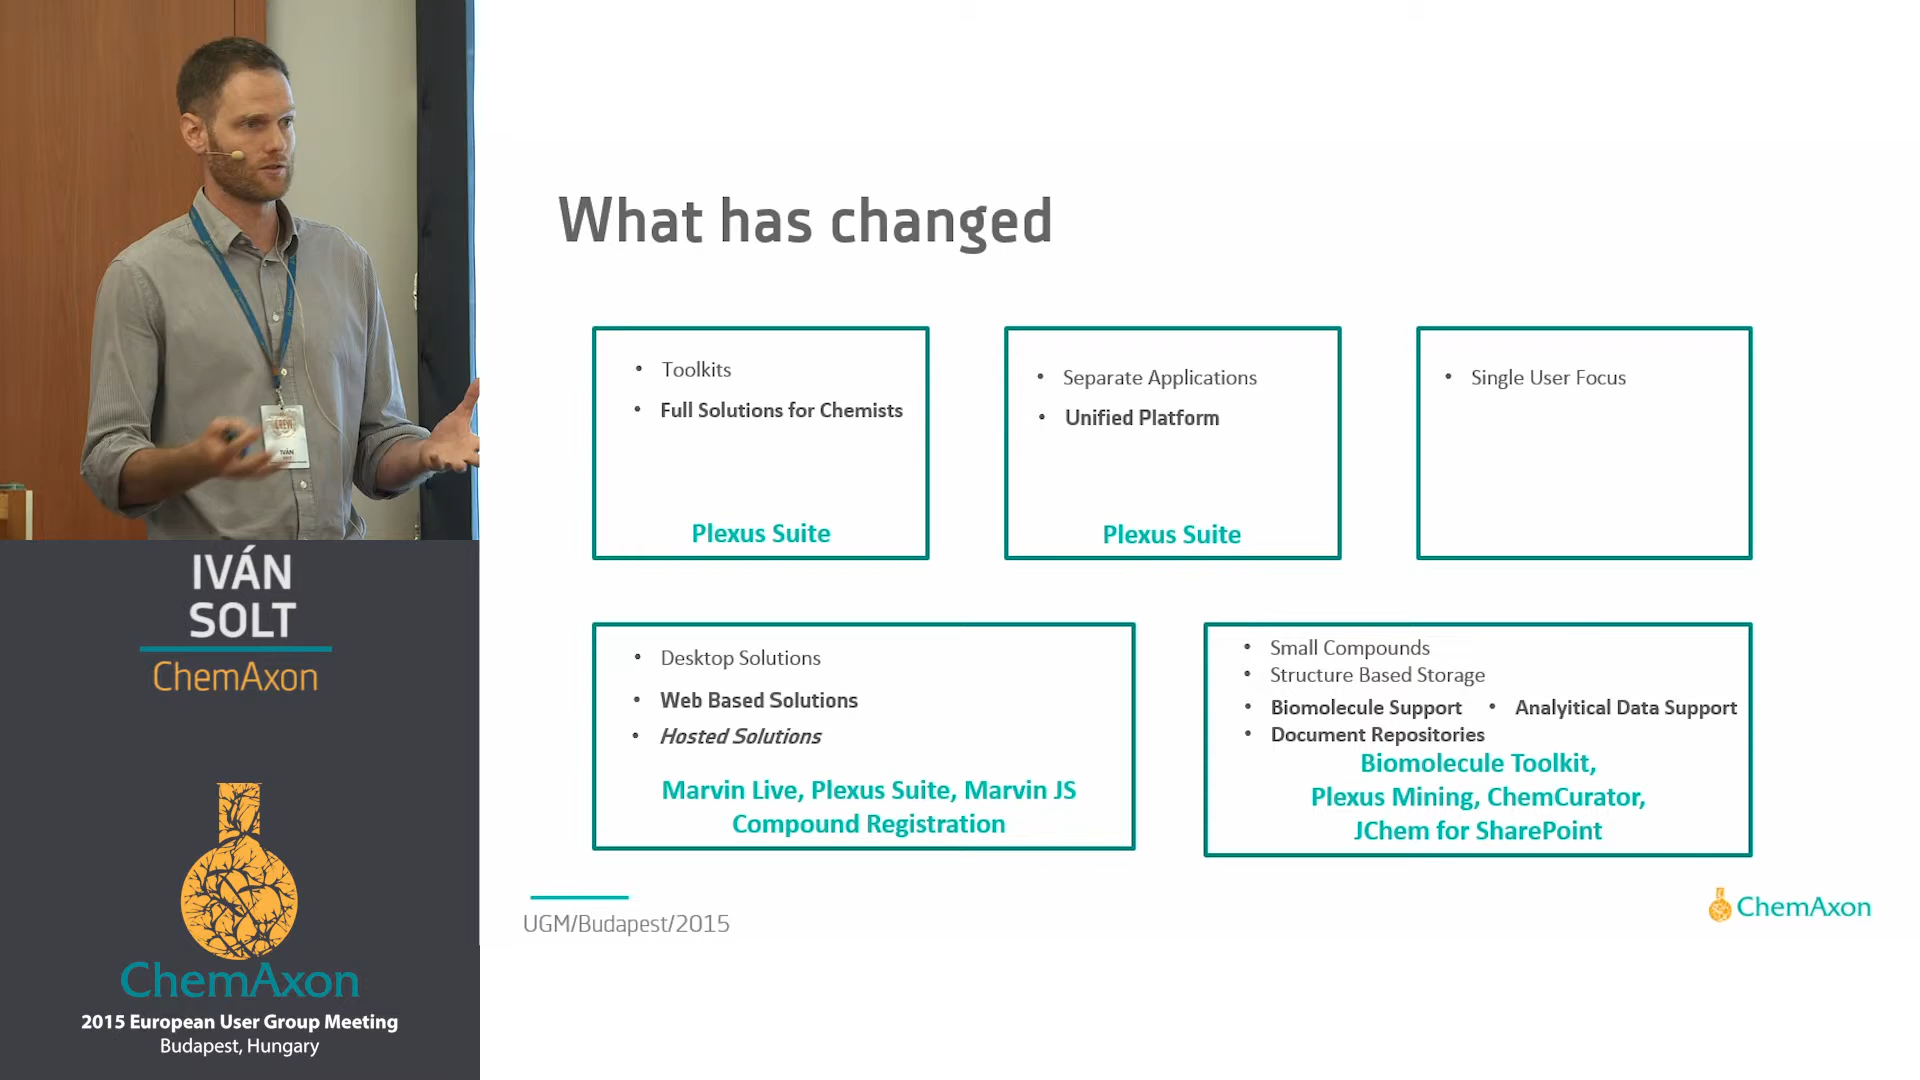 IVÁN
SOLT
ChemAxon
ChemAxon
2015 European User Group Meeting
Budapest, Hungary
IVÁN
What has changed
• Toolkits
• Full Solutions for Chemists
Plexus Suite
• Separate Applications
• Unified Platform
Plexus Suite
• Single User Focus
• Desktop Solutions
• Web Based Solutions
• Hosted Solutions
Marvin Live, Plexus Suite, Marvin JS
Compound Registration
• Small Compounds
• Structure Based Storage
• Biomolecule Support • Analyitical Data Support
• Document Repositories
Biomolecule Toolkit,
Plexus Mining, ChemCurator,
JChem for SharePoint
UGM/Budapest/2015
ChemAxon